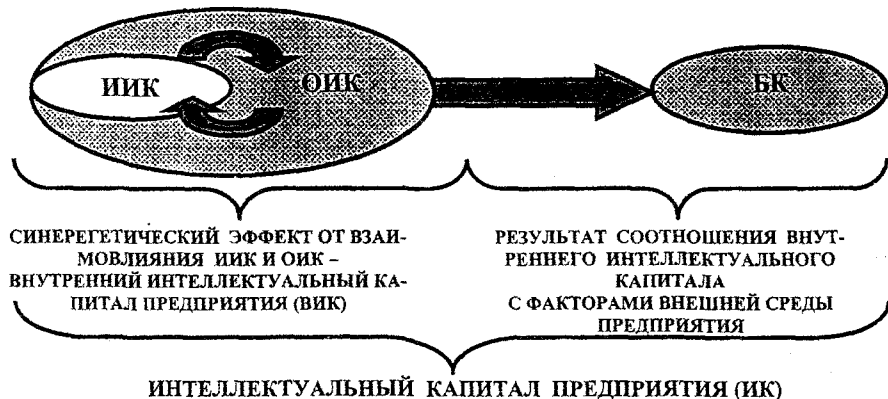 ИИК
ОИК
БК
СИНЕРЕГЕТИЧЕСКИЙ ЭФФЕКТ ОТ ВЗАИ-
МОВЛИЯНИЯ ИИК И ОИК –
ВНУТРЕННИЙ ИНТЕЛЛЕКТУАЛЬНЫЙ КА-
ПИТАЛ ПРЕДПРИЯТИЯ (ВИК)
РЕЗУЛЬТАТ СООТНОШЕНИЯ ВНУТ-
РЕННЕГО ИНТЕЛЛЕКТУАЛЬНОГО
КАПИТАЛА
С ФАКТОРАМИ ВНЕШНЕЙ СРЕДЫ
ПРЕДПРИЯТИЯ
ИНТЕЛЛЕКТУАЛЬНЫЙ КАПИТАЛ ПРЕДПРИЯТИЯ (ИК)